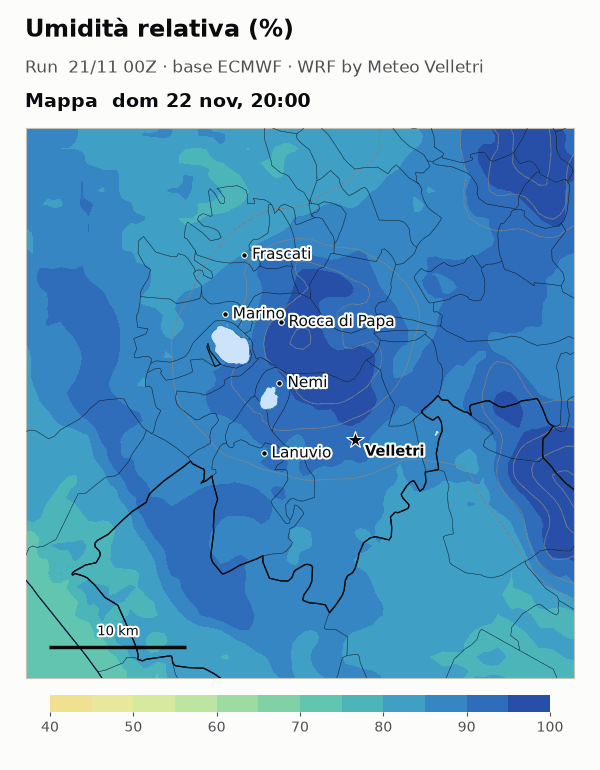 Umidità relativa (%)
Run  21/11 00Z · base ECMWF · WRF by Meteo Velletri
Mappa  dom 22 nov, 20:00
Frascati
Marino
Rocca di Papa
Nemi
Velletri
Lanuvio
10 km
40 50 60 70 80 90 100